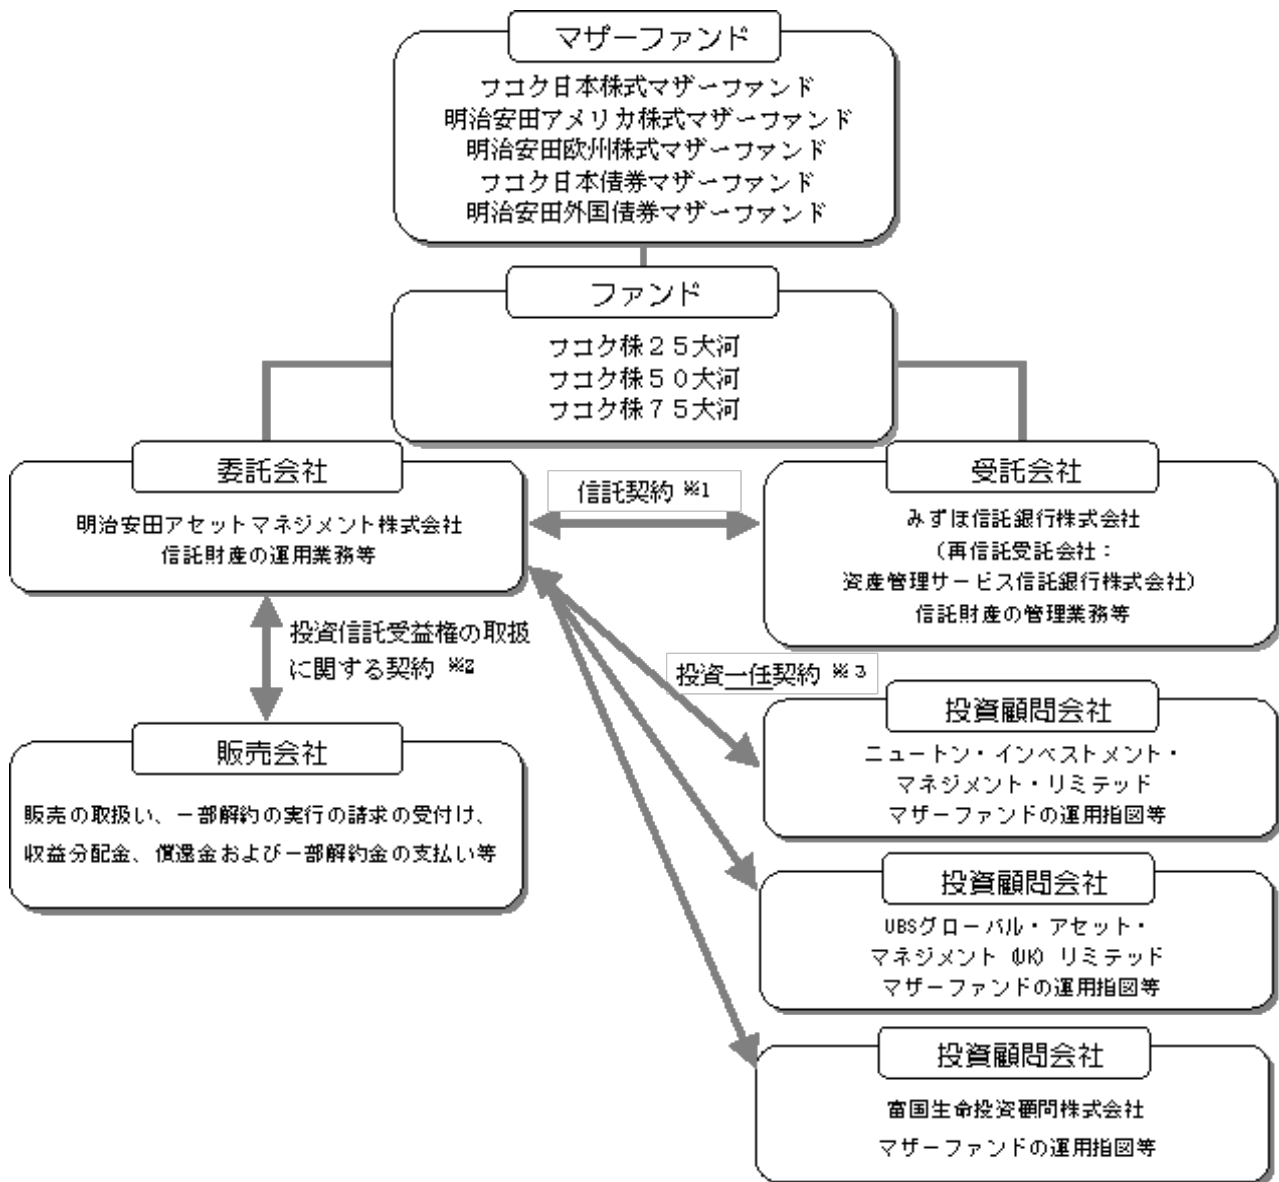 マザーファンド
フコク日本株式マザーファンド
明治安田アメリカ株式マザーファンド
明治安田欧州株式マザーファンド
フコク日本債券マザーファンド
明治安田外国債券マザーファンド
ファンド
フコク株２５大河
フコク株５０大河
フコク株７５大河
委託会社
明治安田アセットマネジメント株式会社
信託財産の運用業務等
信託契約 ※1
受託会社
みずほ信託銀行株式会社
（再信託受託会社：
資産管理サービス信託銀行株式会社）
信託財産の管理業務等
投資信託受益権の取扱
に関する契約 ※2
投資一任契約 ※3
販売会社
販売の取扱い、一部解約の実行の請求の受付け、
収益分配金、償還金および一部解約金の支払い等
投資顧問会社
ニュートン・インベストメント・
マネジメント・リミテッド
マザーファンドの運用指図等
投資顧問会社
UBSグローバル・アセット・
マネジメント (UK) リミテッド
マザーファンドの運用指図等
投資顧問会社
富国生命投資顧問株式会社
マザーファンドの運用指図等